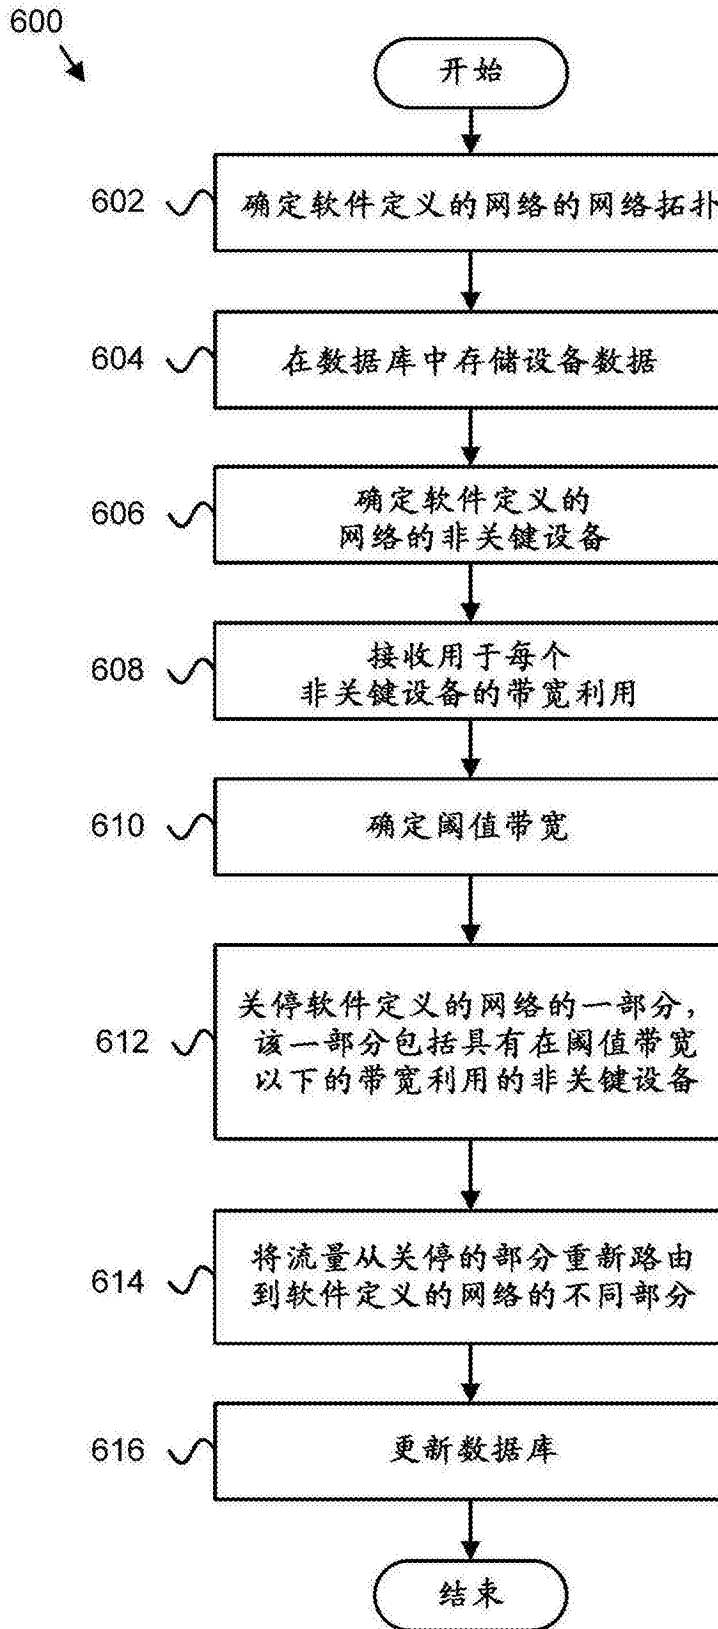 600
开始
602
确定软件定义的网络的网络拓扑
604
在数据库中存储设备数据
606
确定软件定义的
网络的非关键设备
608
接收用于每个
非关键设备的带宽利用
610
确定阈值带宽
612
关停软件定义的网络的一部分，
该一部分包括具有在阈值带宽
以下的带宽利用的非关键设备
614
将流量从关停的部分重新路由
到软件定义的网络的不同部分
616
更新数据库
结束